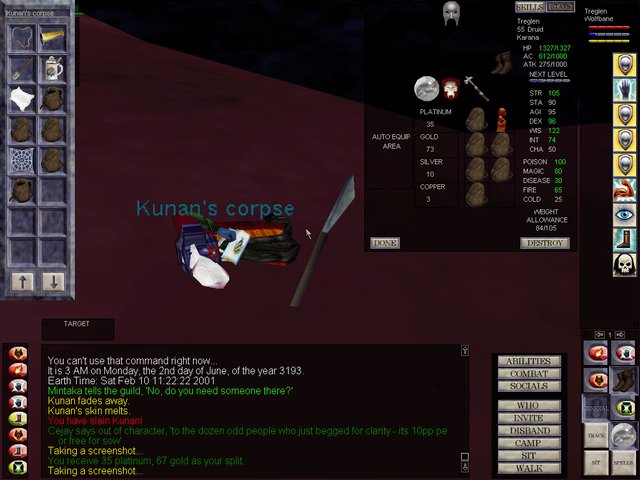 Kunan's corpse
SKILLS STATS
Treglen
55 Druid
Karana
HP 1327/1327
AC 612/1000
ATK 275/1000
NEXT LEVEL
STR 105
STA 90
AGI 95
DEX 96
WIS 122
INT 74
CHA 50
POISON 100
MAGIC 80
DISEASE 30
FIRE 65
COLD 25
WEIGHT
ALLOWANCE
84/105
AUTO EQUIP
AREA
PLATINUM
35
GOLD
73
SILVER
10
COPPER
3
DONE
DESTROY
Treglen
Wolfbane
Kunan's corpse
TARGET
You can't use that command right now...
It is 3 AM on Monday, the 2nd day of June, of the year 3193.
Earth Time: Sat Feb 10 11:22:22 2001
Mintaka tells the guild, 'No, do you need someone there?'
Kunan fades away.
Kunan's skin melts.
You have slain Kunan!
Cejay says out of character, 'to the dozen odd people who just begged for clarity - its 10pp pe
or free for sow'
Taking a screenshot...
You receive 35 platinum, 67 gold as your split.
Taking a screenshot...
ABILITIES
COMBAT
SOCIALS
WHO
INVITE
DISBAND
CAMP
SIT
WALK
1
GENERAL
TRACK
SIT
SPELLS